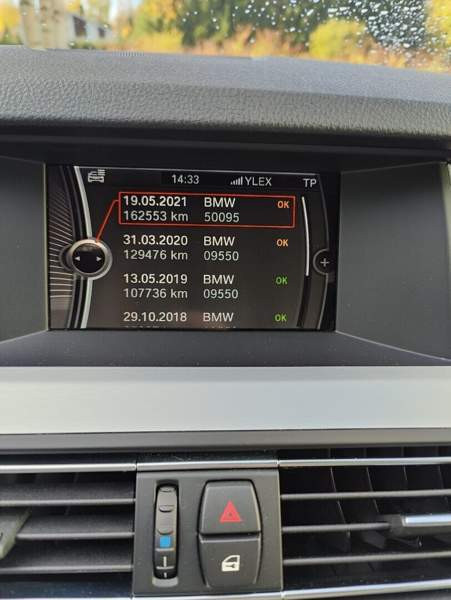 14:33 YLEX TP
19.05.2021 BMW OK
162553 km 50095
31.03.2020 BMW OK
129476 km 09550
13.05.2019 BMW OK
107736 km 09550
29.10.2018 BMW OK